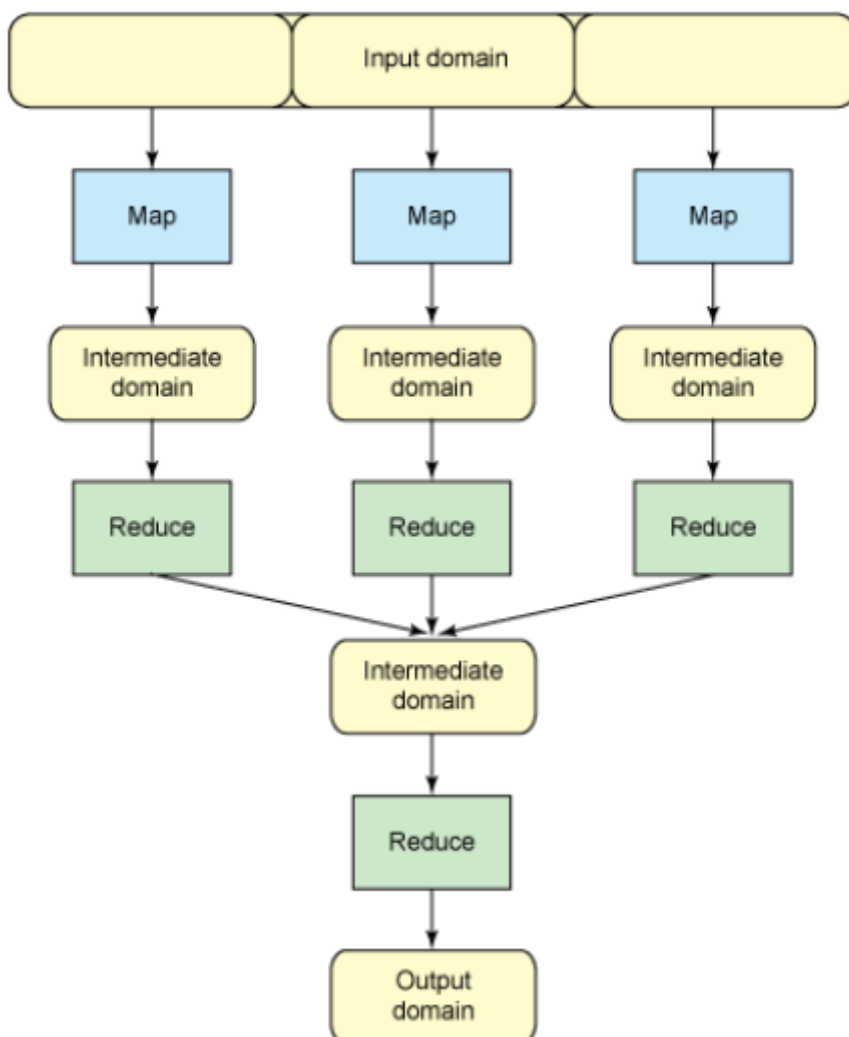 Input domain
Map
Map
Map
Intermediate
domain
Intermediate
domain
Intermediate
domain
Reduce
Reduce
Reduce
Intermediate
domain
Reduce
Output
domain